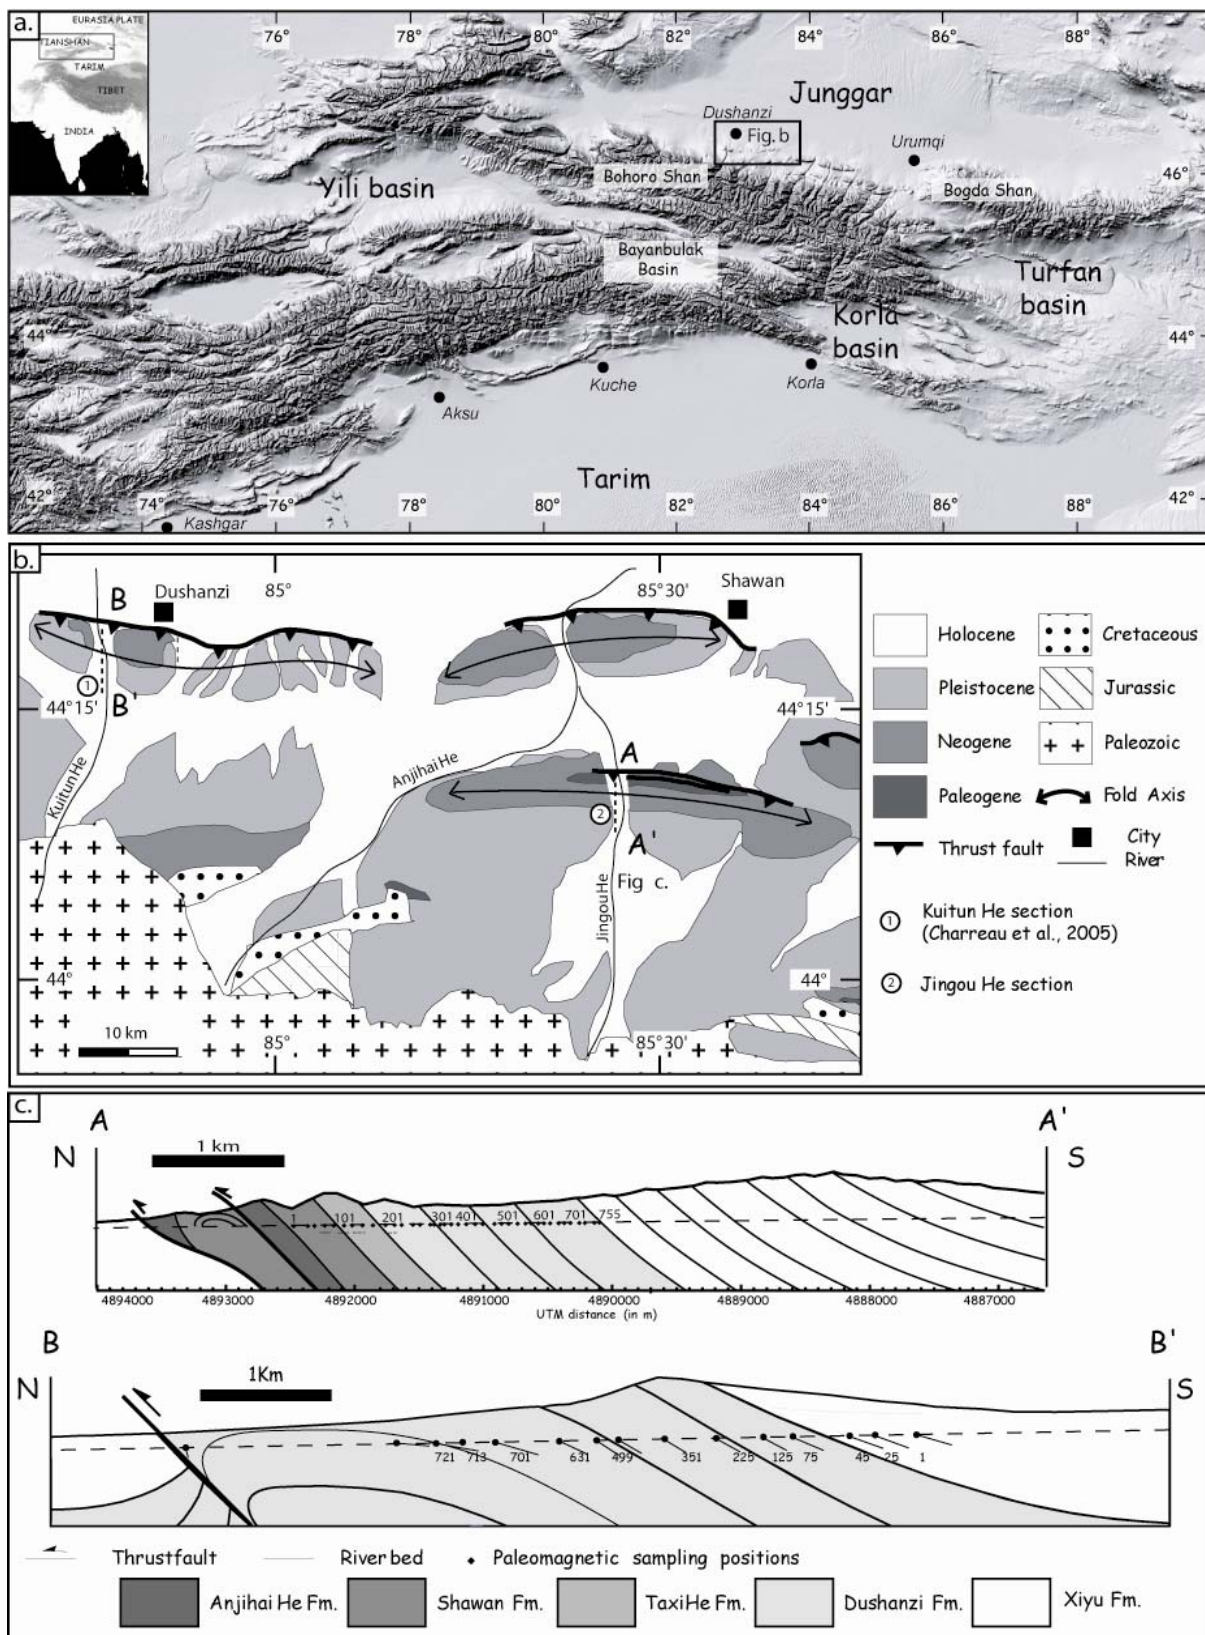 a.
EURASIA PLATE
TIANSHAN
TARIM
TIBET
INDIA
76° 78° 80° 82° 84° 86° 88°
Junggar
Dushanzi
Fig. b
Urumqi
46°
Bohoro Shan
Bogda Shan
Yili basin
Bayanbulak
Basin
Turfan
basin
Korla
basin
44° 44°
Kuche
Korla
Aksu
Tarim
42° 74° 78° 80° 82° 84° 88° 42°
Kashgar
b.
B Dushanzi 85° 85°30' Shawan
1
B'
44°15' 44°15'
Kuitun He
Anjihai He
A
2
A'
Fig c.
Jingou He
44° 44°
10 km
85° 85°30'
Holocene
Cretaceous
Pleistocene
Jurassic
Neogene
Paleozoic
Paleogene
Fold Axis
Thrust fault
City
River
1 Kuitun He section
(Charreau et al., 2005)
2 Jingou He section
c.
A A'
N 1 km S
1 101 201 301 401 501 601 701 755
4894000 4893000 4892000 4891000 4890000 4889000 4888000 4887000
UTM distance (in m)
B B'
N 1Km S
721 713 701 631 499 351 225 125 75 45 25 1
Thrustfault
River bed
Paleomagnetic sampling positions
Anjihai He Fm.
Shawan Fm.
TaxiHe Fm.
Dushanzi Fm.
Xiyu Fm.